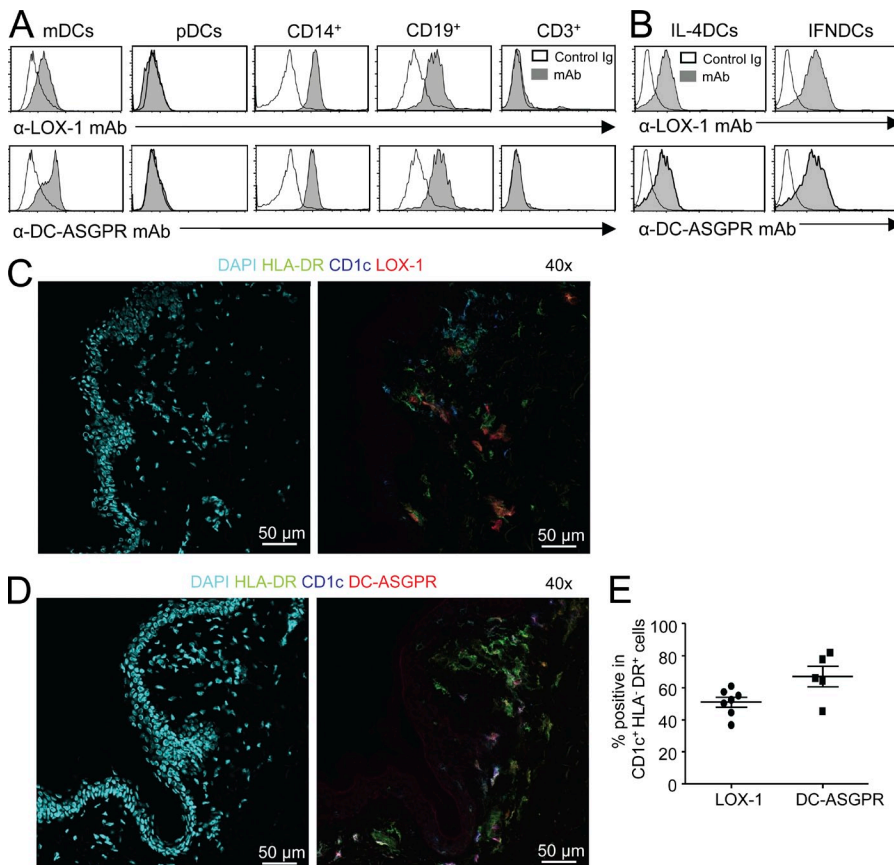 A
mDCs pDCs CD14+ CD19+ CD3+
Control Ig
mAb
α-LOX-1 mAb
α-DC-ASGPR mAb
B
IL-4DCs IFNDCs
Control Ig
mAb
α-LOX-1 mAb
α-DC-ASGPR mAb
C
DAPI HLA-DR CD1c LOX-1 40x
50 µm 50 µm
D
DAPI HLA-DR CD1c DC-ASGPR 40x
50 µm 50 µm
E
% positive in
CD1c+ HLA- DR+ cells
100
80
60
40
20
0
LOX-1 DC-ASGPR